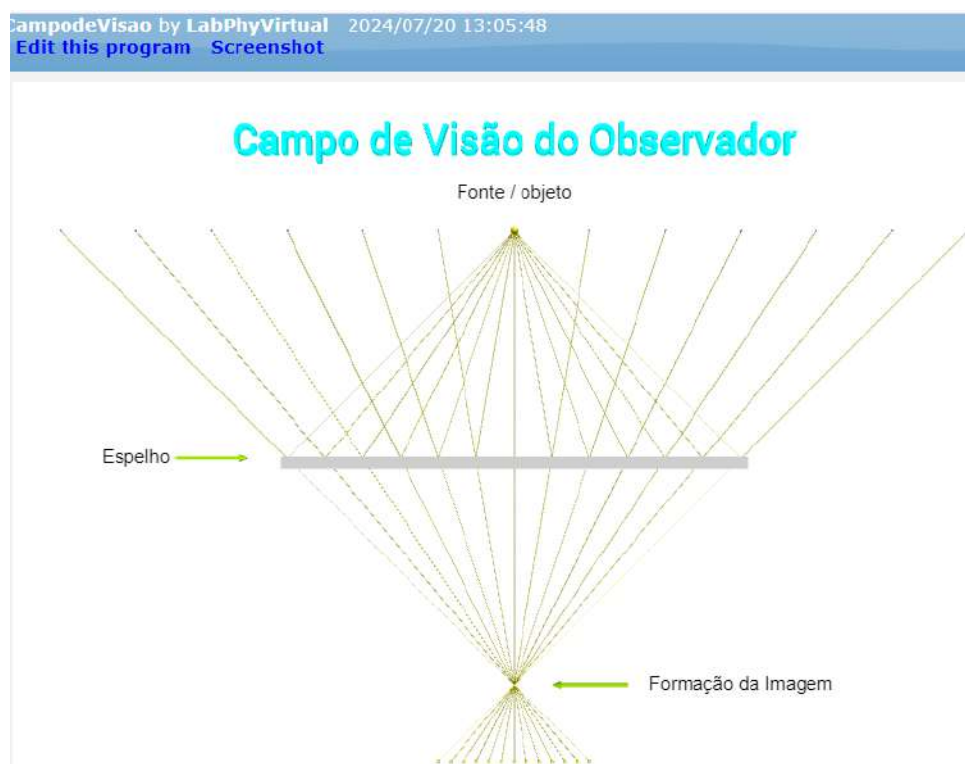 CampodeVisao by LabPhyVirtual 2024/07/20 13:05:48
Edit this program Screenshot
Campo de Visão do Observador
Fonte / objeto
Espelho
Formação da Imagem